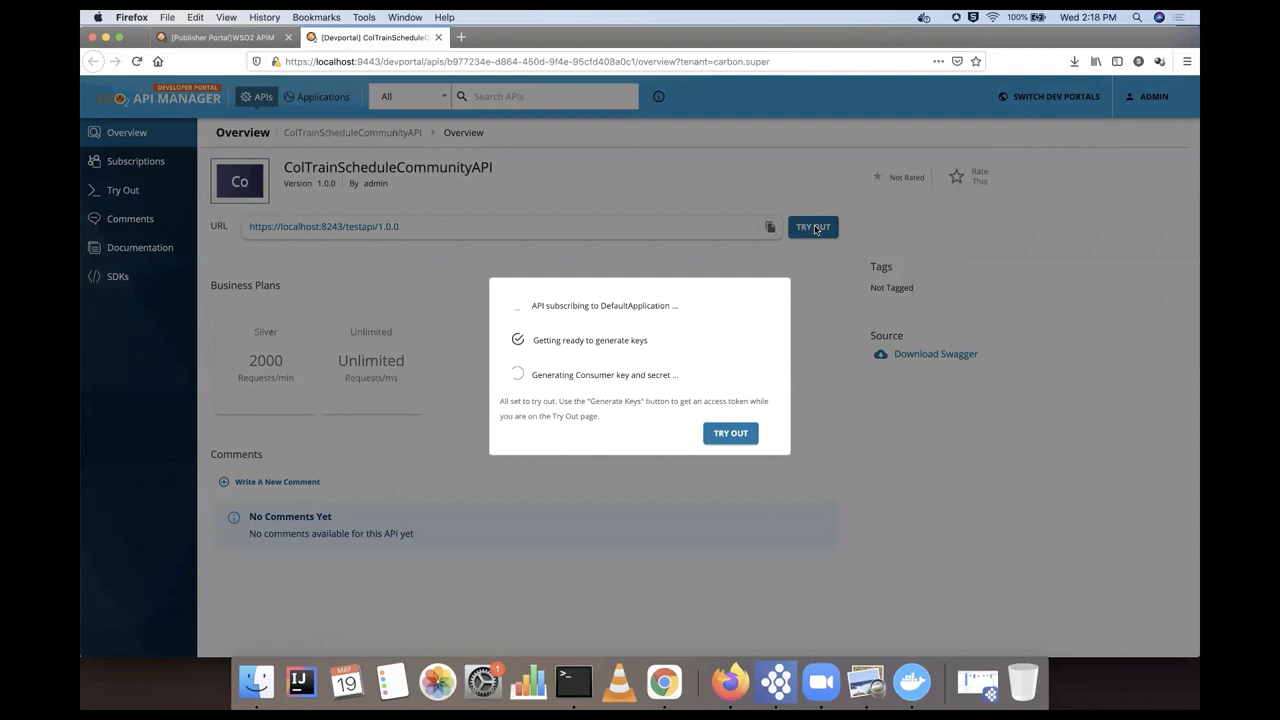 Firefox File Edit View History Bookmarks Tools Window Help 100% Wed 2:18 PM
[Publisher Portal]WSO2 APIM
[Devportal] ColTrainScheduleC
https://localhost:9443/devportal/apis/b977234e-d864-450d-9f4e-95cfd408a0c1/overview?tenant=carbon.super
DEVELOPER PORTAL
WSO2 API MANAGER
APIs
Applications
All
Search APIs
SWITCH DEV PORTALS
ADMIN
Overview
Subscriptions
Try Out
Comments
Documentation
SDKs
Overview ColTrainScheduleCommunityAPI > Overview
Co
ColTrainScheduleCommunityAPI
Version 1.0.0 | By admin
Not Rated
Rate
This
URL https://localhost:8243/testapi/1.0.0
TRY OUT
Business Plans
Silver
2000
Requests/min
Unlimited
Unlimited
Requests/ms
Tags
Not Tagged
Source
Download Swagger
API subscribing to DefaultApplication ...
Getting ready to generate keys
Generating Consumer key and secret ...
All set to try out. Use the "Generate Keys" button to get an access token while
you are on the Try Out page.
TRY OUT
Comments
Write A New Comment
No Comments Yet
No comments available for this API yet
IJ
MAY
19
1
>_